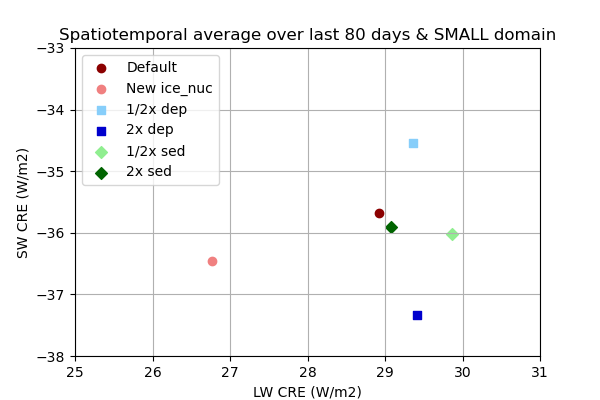 Spatiotemporal average over last 80 days & SMALL domain
−33
−34
−35
−36
−37
−38
SW CRE (W/m2)
Default
New ice_nuc
1/2x dep
2x dep
1/2x sed
2x sed
25 26 27 28 29 30 31
LW CRE (W/m2)